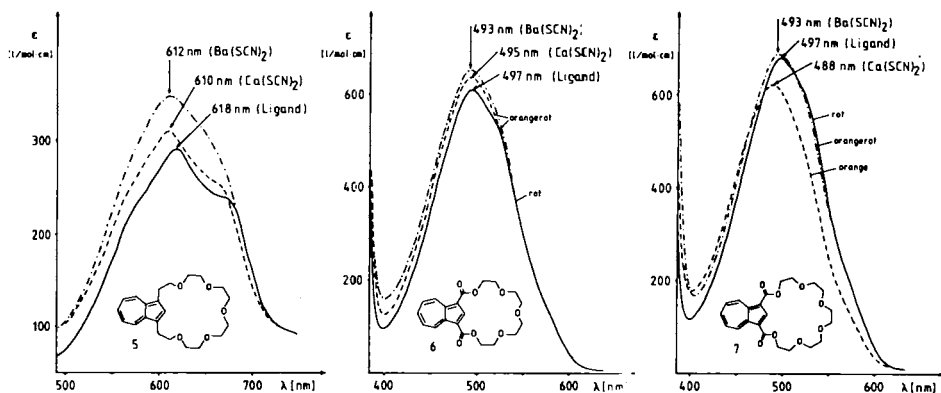 ε
[l/mol·cm]
612 nm (Ba(SCN)2)
610 nm (Ca(SCN)2)
618 nm (Ligand)
300
200
100
5
500
600
700
λ [nm]
ε
[l/mol·cm]
493 nm (Ba(SCN)2)
495 nm (Ca(SCN)2)
497 nm (Ligand)
orangerot
rot
600
400
200
6
400
500
600
λ [nm]
ε
[l/mol·cm]
493 nm (Ba(SCN)2)
497 nm (Ligand)
488 nm (Ca(SCN)2)
rot
orangerot
orange
600
400
200
7
400
500
600
λ [nm]